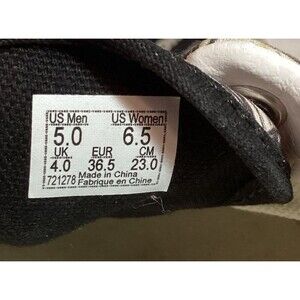 US Men US Women
5.0 6.5
UK EUR CM
4.0 36.5 23.0
Made in China
721278 Fabrique en Chine